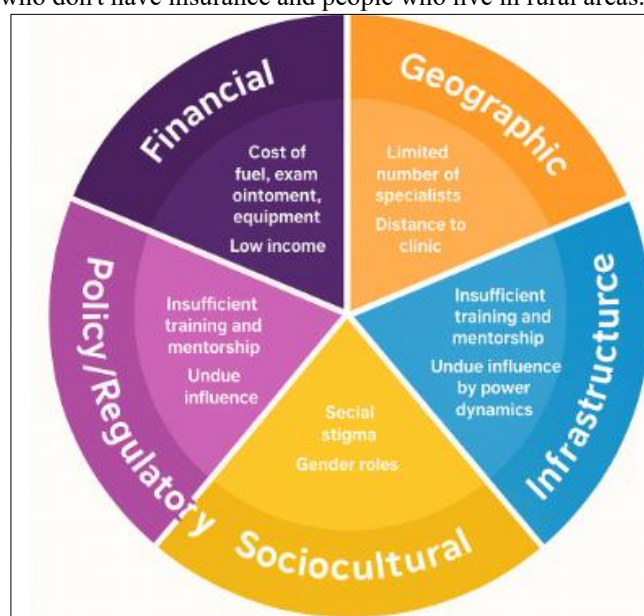 who don't have insurance and people who live in rural areas.
Financial
Cost of
fuel, exam
ointoment,
equipment
Low income
Geographic
Limited
number of
specialists
Distance to
clinic
Infrasturcturce
Insufficient
training and
mentorship
Undue influence
by power
dynamics
Sociocultural
Secial
stigma
Gender roles
Policy/Regulatory
Insufficient
training and
mentorship
Undue
influence